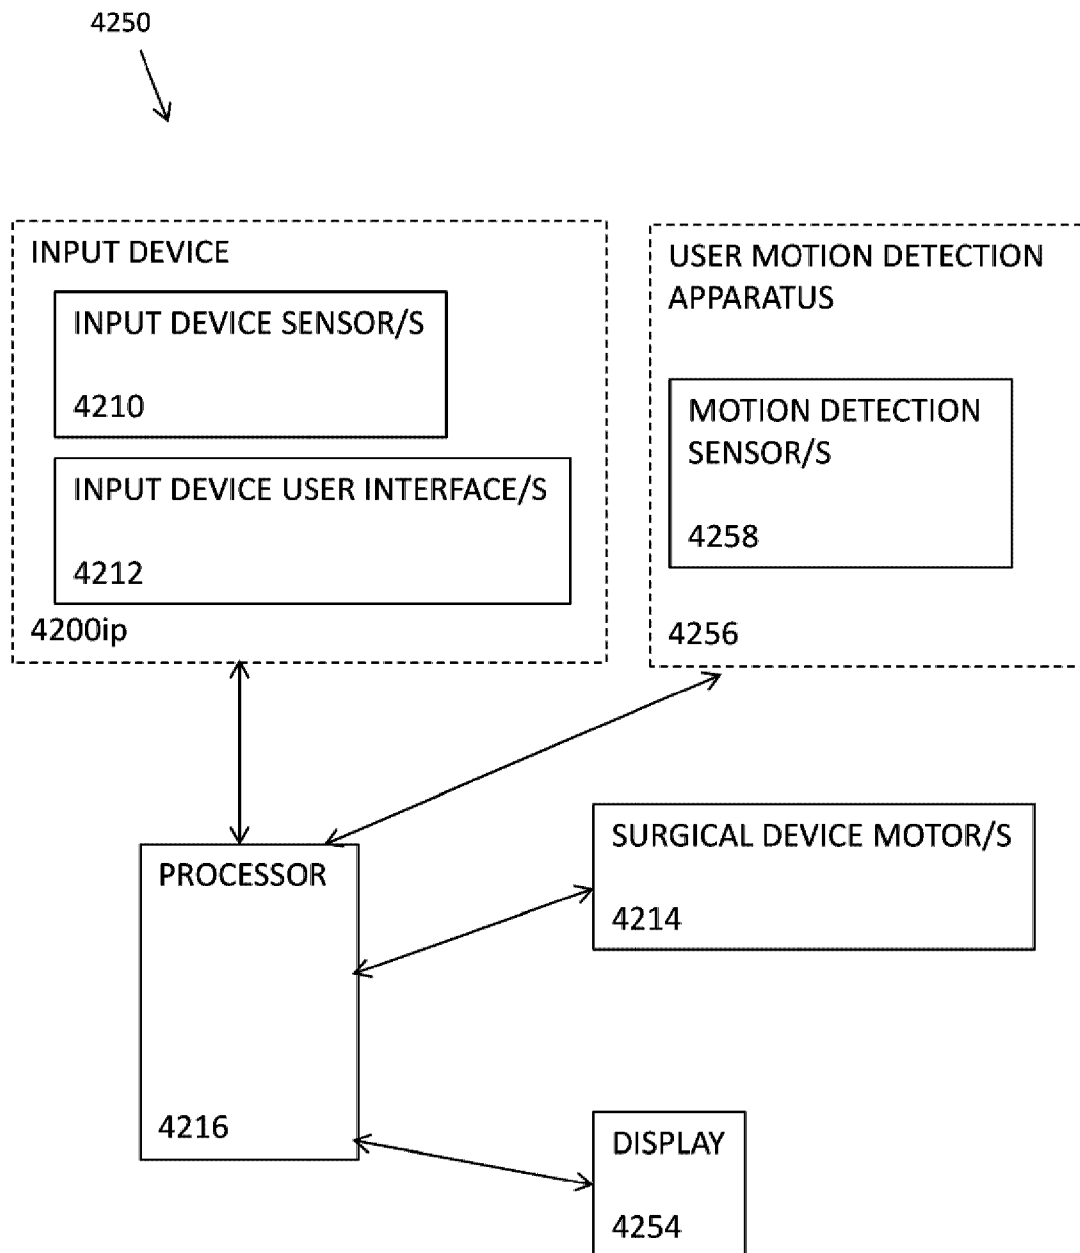 4250
INPUT DEVICE
INPUT DEVICE SENSOR/S
4210
INPUT DEVICE USER INTERFACE/S
4212
4200ip
USER MOTION DETECTION
APPARATUS
MOTION DETECTION
SENSOR/S
4258
4256
PROCESSOR
4216
SURGICAL DEVICE MOTOR/S
4214
DISPLAY
4254